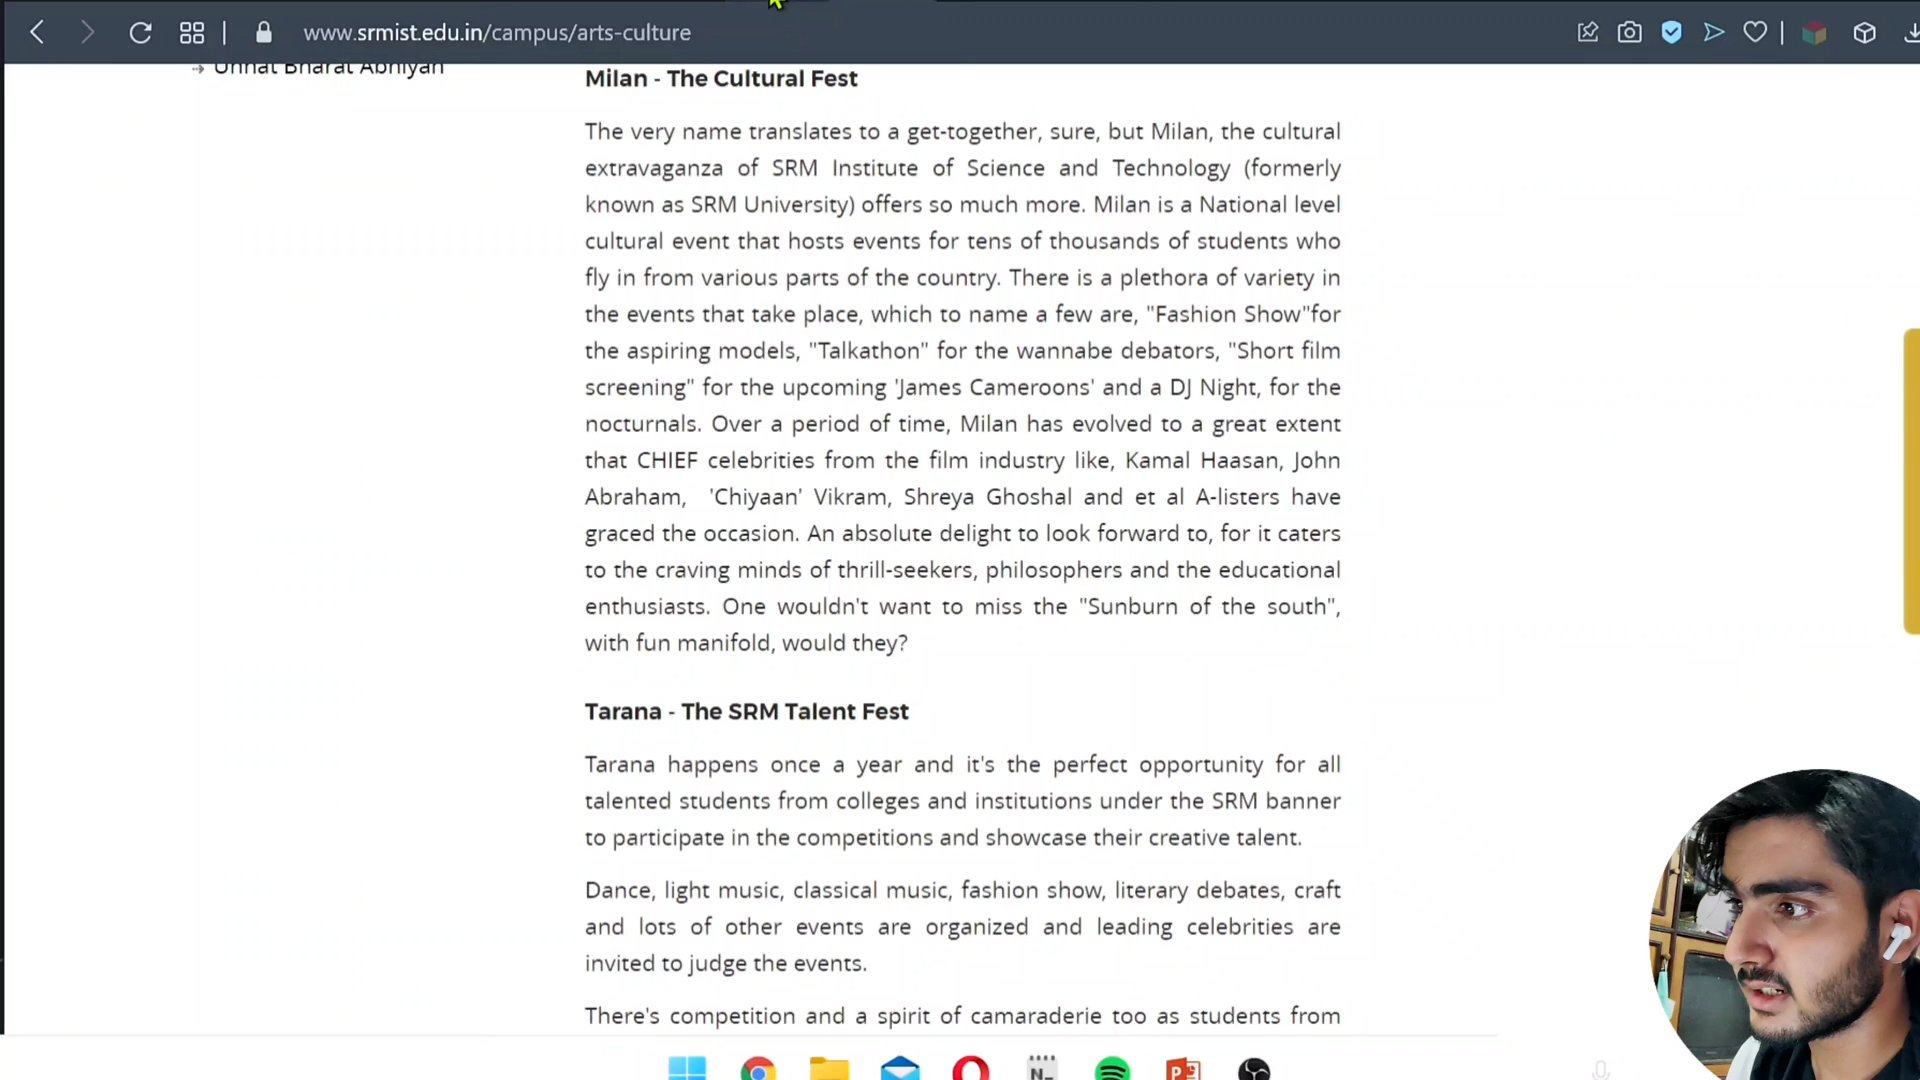 www.srmist.edu.in/campus/arts-culture
Unnat Bharat Abhiyan
Milan - The Cultural Fest
The very name translates to a get-together, sure, but Milan, the cultural
extravaganza of SRM Institute of Science and Technology (formerly
known as SRM University) offers so much more. Milan is a National level
cultural event that hosts events for tens of thousands of students who
fly in from various parts of the country. There is a plethora of variety in
the events that take place, which to name a few are, "Fashion Show"for
the aspiring models, "Talkathon" for the wannabe debators, "Short film
screening" for the upcoming 'James Cameroons' and a DJ Night, for the
nocturnals. Over a period of time, Milan has evolved to a great extent
that CHIEF celebrities from the film industry like, Kamal Haasan, John
Abraham, 'Chiyaan' Vikram, Shreya Ghoshal and et al A-listers have
graced the occasion. An absolute delight to look forward to, for it caters
to the craving minds of thrill-seekers, philosophers and the educational
enthusiasts. One wouldn't want to miss the "Sunburn of the south",
with fun manifold, would they?
Tarana - The SRM Talent Fest
Tarana happens once a year and it's the perfect opportunity for all
talented students from colleges and institutions under the SRM banner
to participate in the competitions and showcase their creative talent.
Dance, light music, classical music, fashion show, literary debates, craft
and lots of other events are organized and leading celebrities are
invited to judge the events.
There's competition and a spirit of camaraderie too as students from